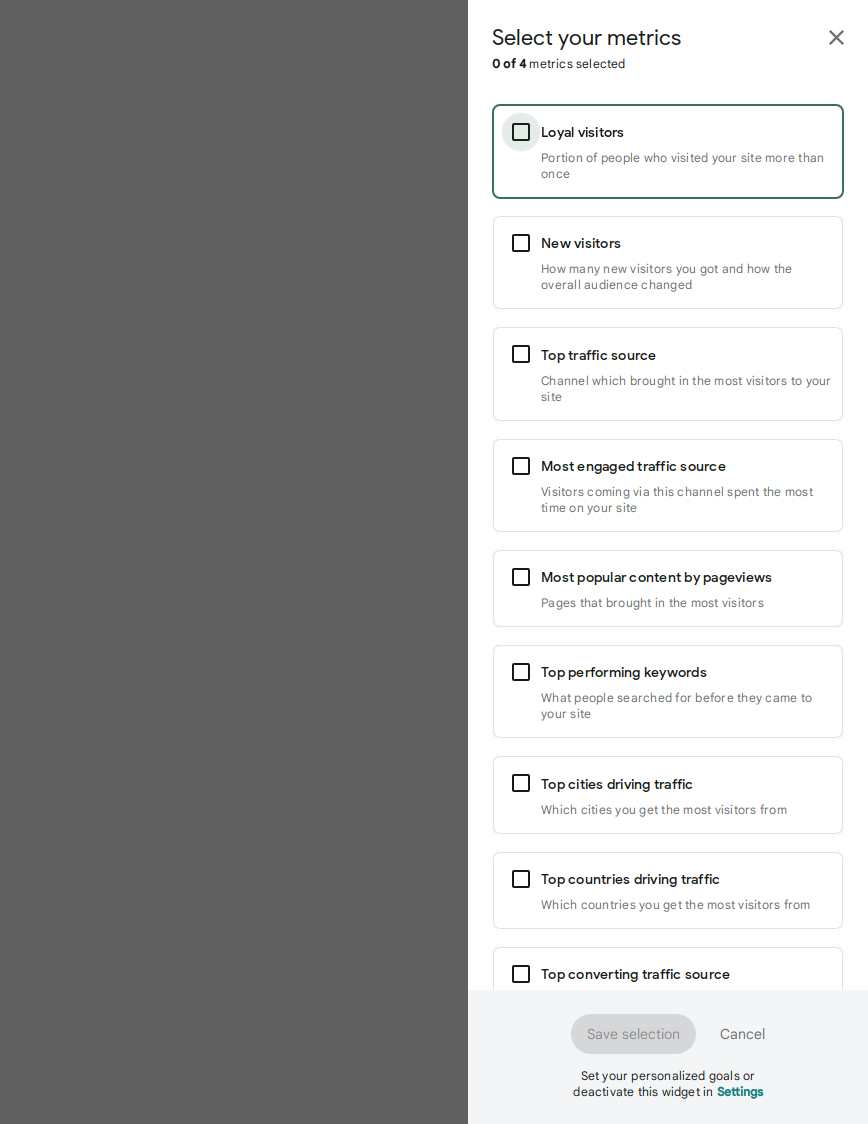 Select your metrics
0 of 4 metrics selected
Loyal visitors
Portion of people who visited your site more than
once
New visitors
How many new visitors you got and how the
overall audience changed
Top traffic source
Channel which brought in the most visitors to your
site
Most engaged traffic source
Visitors coming via this channel spent the most
time on your site
Most popular content by pageviews
Pages that brought in the most visitors
Top performing keywords
What people searched for before they came to
your site
Top cities driving traffic
Which cities you get the most visitors from
Top countries driving traffic
Which countries you get the most visitors from
Top converting traffic source
Save selection Cancel
Set your personalized goals or
deactivate this widget in Settings